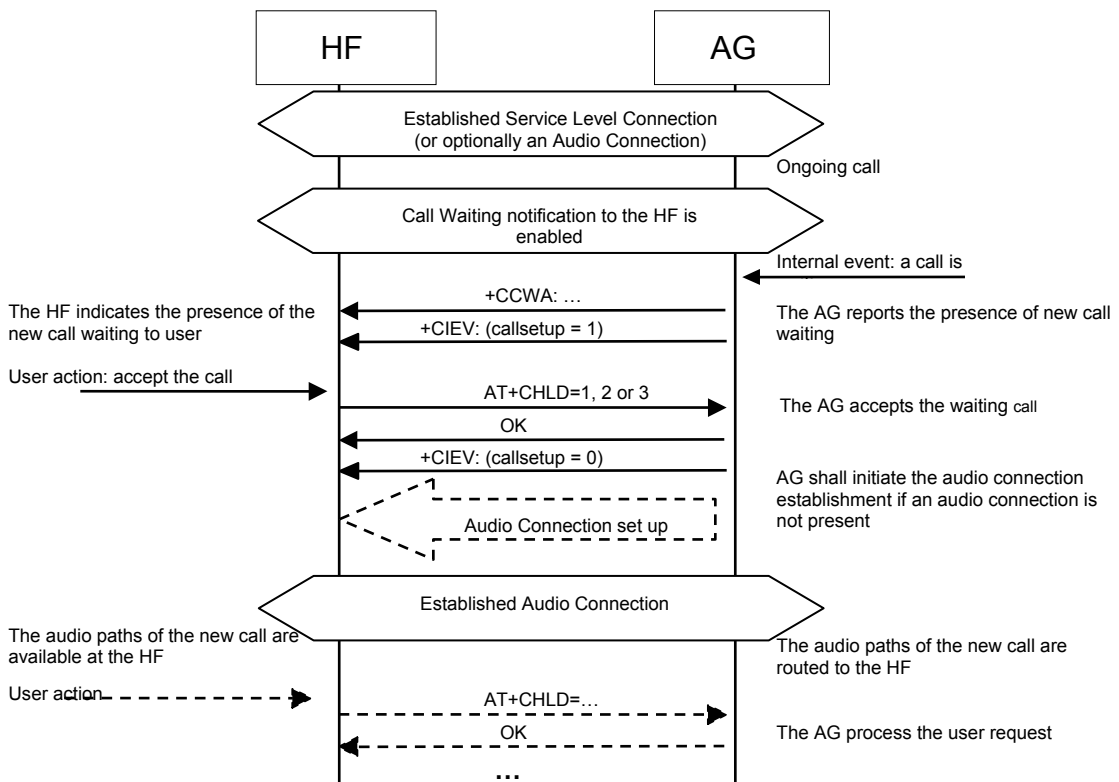 HF
AG
Established Service Level Connection
(or optionally an Audio Connection)
Ongoing call
Call Waiting notification to the HF is
enabled
Internal event: a call is
+CCWA: …
The HF indicates the presence of the
new call waiting to user
The AG reports the presence of new call
waiting
+CIEV: (callsetup = 1)
User action: accept the call
AT+CHLD=1, 2 or 3
The AG accepts the waiting call
OK
+CIEV: (callsetup = 0)
AG shall initiate the audio connection
establishment if an audio connection is
not present
Audio Connection set up
Established Audio Connection
The audio paths of the new call are
available at the HF
The audio paths of the new call are
routed to the HF
User action
AT+CHLD=…
OK
The AG process the user request
…